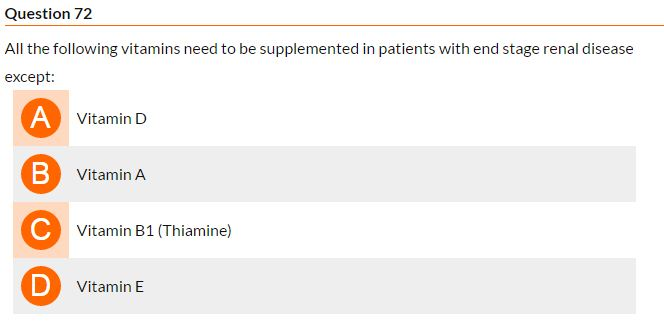 Question 72
All the following vitamins need to be supplemented in patients with end stage renal disease
except:
A Vitamin D
B Vitamin A
C Vitamin B1 (Thiamine)
D Vitamin E